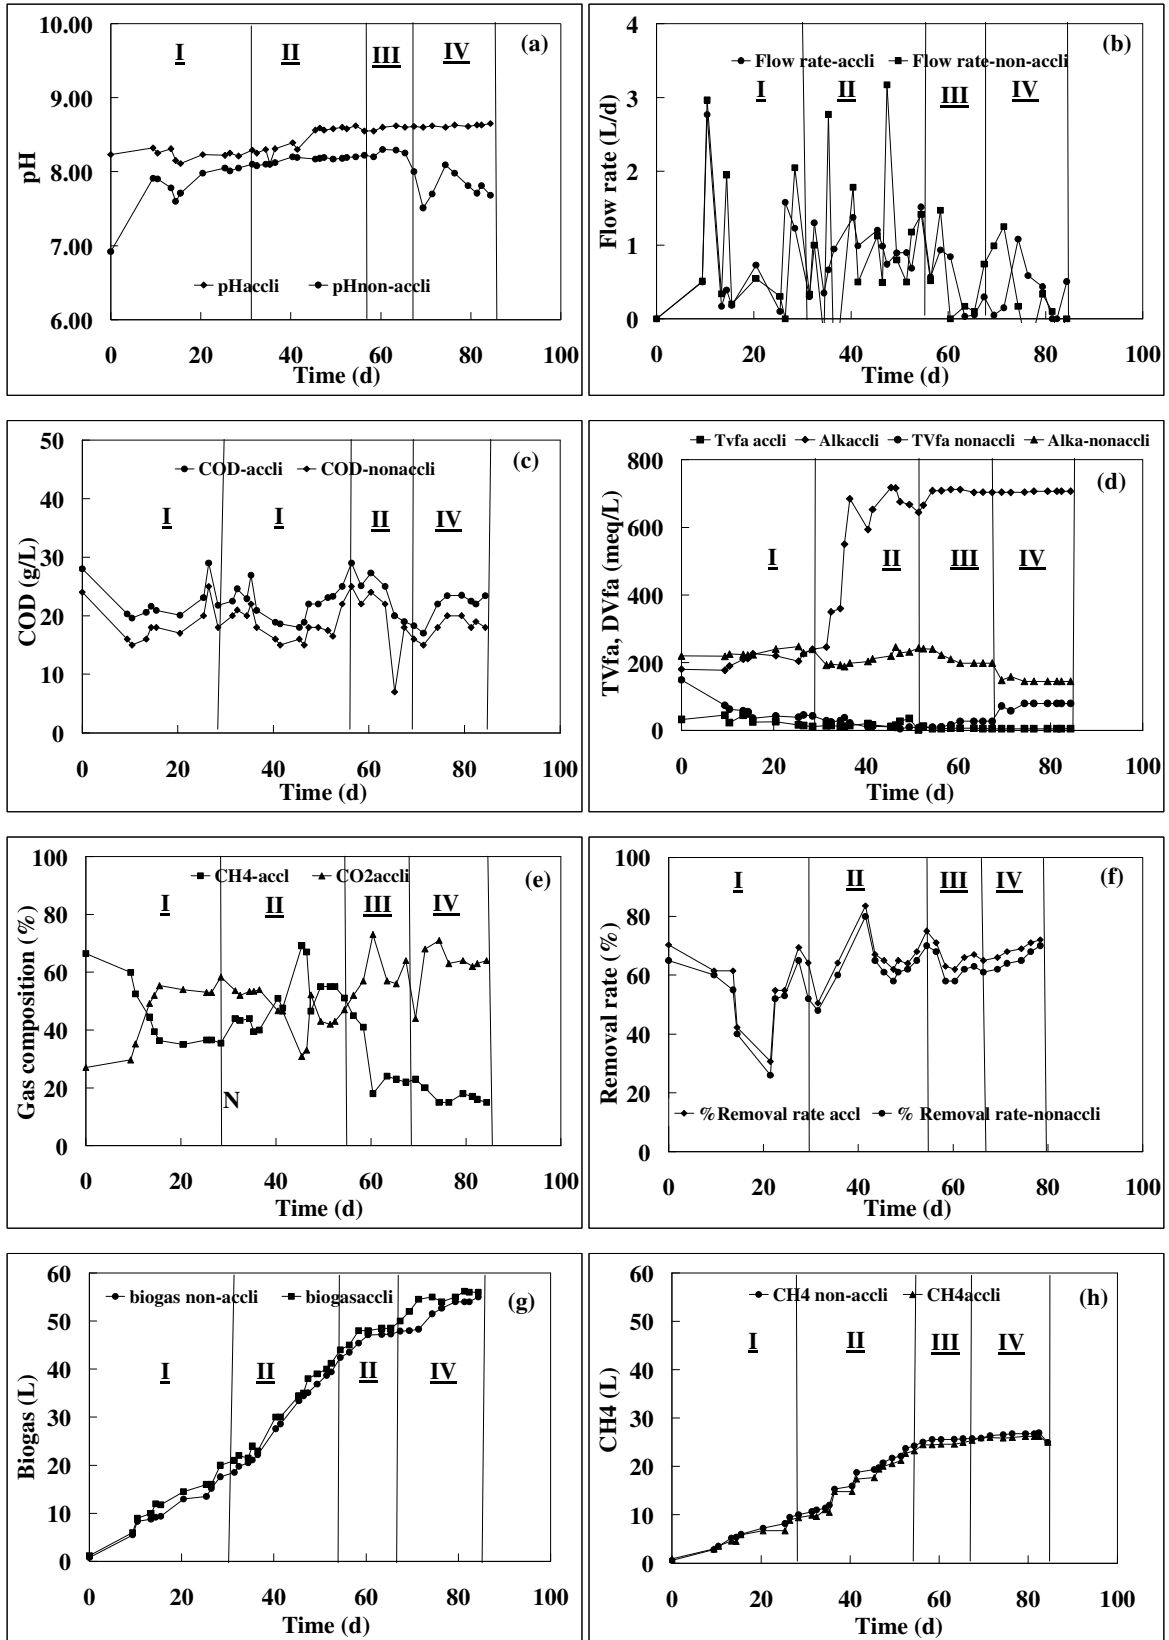 10.00
9.00
8.00
7.00
6.00
pH
I
II
III
IV
(a)
pHaccli
pHnon-accli
0
20
40
60
80
100
Time (d)
4
3
2
1
0
Flow rate (L/d)
(b)
Flow rate-accli
Flow rate-non-accli
I
II
III
IV
0
20
40
60
80
100
Time (d)
50
40
30
20
10
0
COD (g/L)
(c)
COD-accli
COD-nonaccli
I
I
II
IV
0
20
40
60
80
100
Time (d)
Tvfa accli
Alkaccli
TVfa nonaccli
Alka-nonaccli
800
600
400
200
0
TVfa, DVfa (meq/L)
(d)
I
II
III
IV
0
20
40
60
80
100
Time (d)
100
80
60
40
20
0
Gas composition (%)
CH4-accl
CO2accli
(e)
I
II
III
IV
N
0
20
40
60
80
100
Time (d)
100
80
60
40
20
0
Removal rate (%)
I
II
III
IV
(f)
%Removal rate accl
% Removal rate-nonaccli
0
20
40
60
80
100
Time (d)
60
50
40
30
20
10
0
Biogas (L)
biogas non-accli
biogasaccli
(g)
I
II
II
IV
0
20
40
60
80
100
Time (d)
60
50
40
30
20
10
0
CH4 (L)
CH4 non-accli
CH4accli
(h)
I
II
III
IV
0
20
40
60
80
100
Time (d)